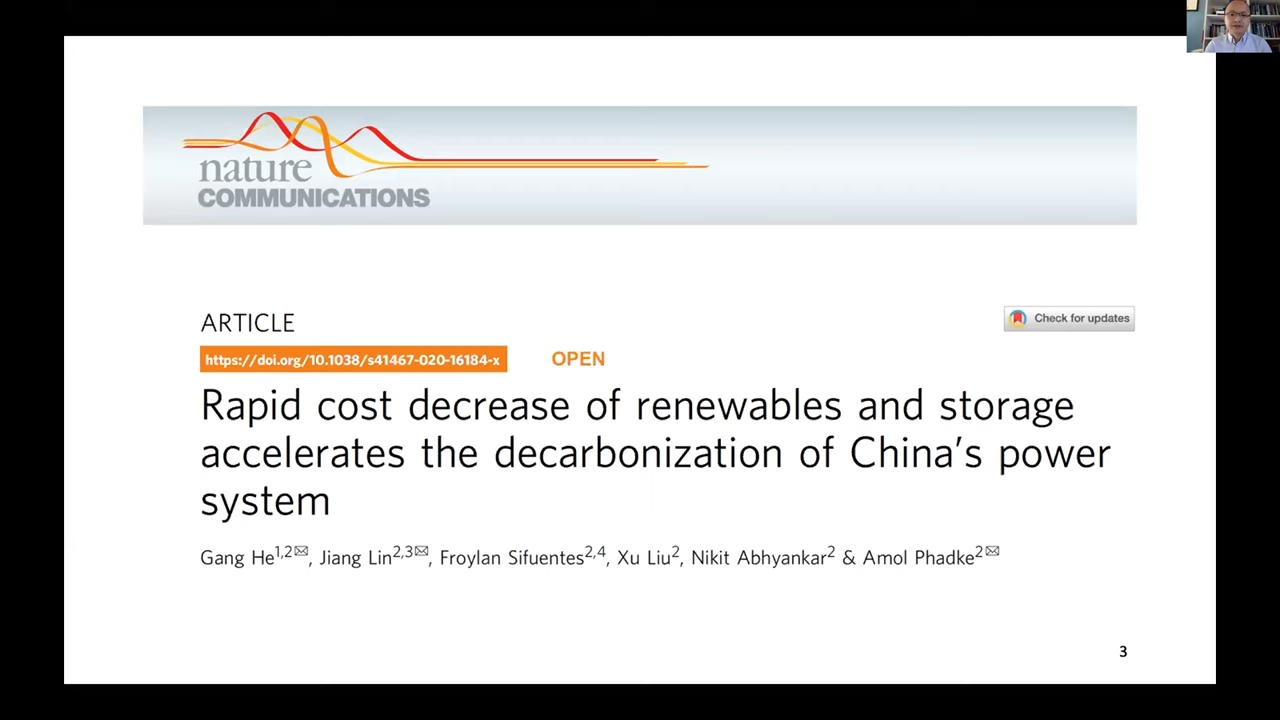 nature
COMMUNICATIONS
ARTICLE
Check for updates
https://doi.org/10.1038/s41467-020-16184-x OPEN
Rapid cost decrease of renewables and storage
accelerates the decarbonization of China’s power
system
Gang He1,2✉, Jiang Lin2,3✉, Froylan Sifuentes2,4, Xu Liu2, Nikit Abhyankar2 & Amol Phadke2✉
3